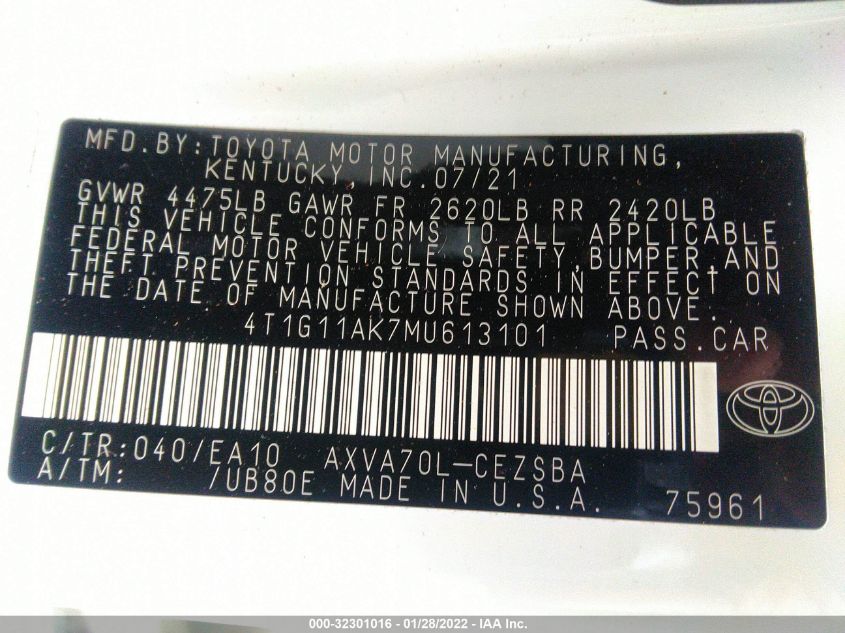 MFD.BY:TOYOTA MOTOR MANUFACTURING,
KENTUCKY,INC.07/21
GVWR 4475LB GAWR FR 2620LB RR 2420LB
THIS VEHICLE CONFORMS TO ALL APPLICABLE
FEDERAL MOTOR VEHICLE SAFETY,BUMPER,AND
THEFT PREVENTION STANDARDS IN EFFECT ON
THE DATE OF MANUFACTURE SHOWN ABOVE.
4T1G11AK7MU613101 PASS.CAR
C/TR:040/EA10 AXVA70L-CEZSBA
A/TM: /UB80E MADE IN U.S.A. 75961
000-32301016 - 01/28/2022 - IAA Inc.